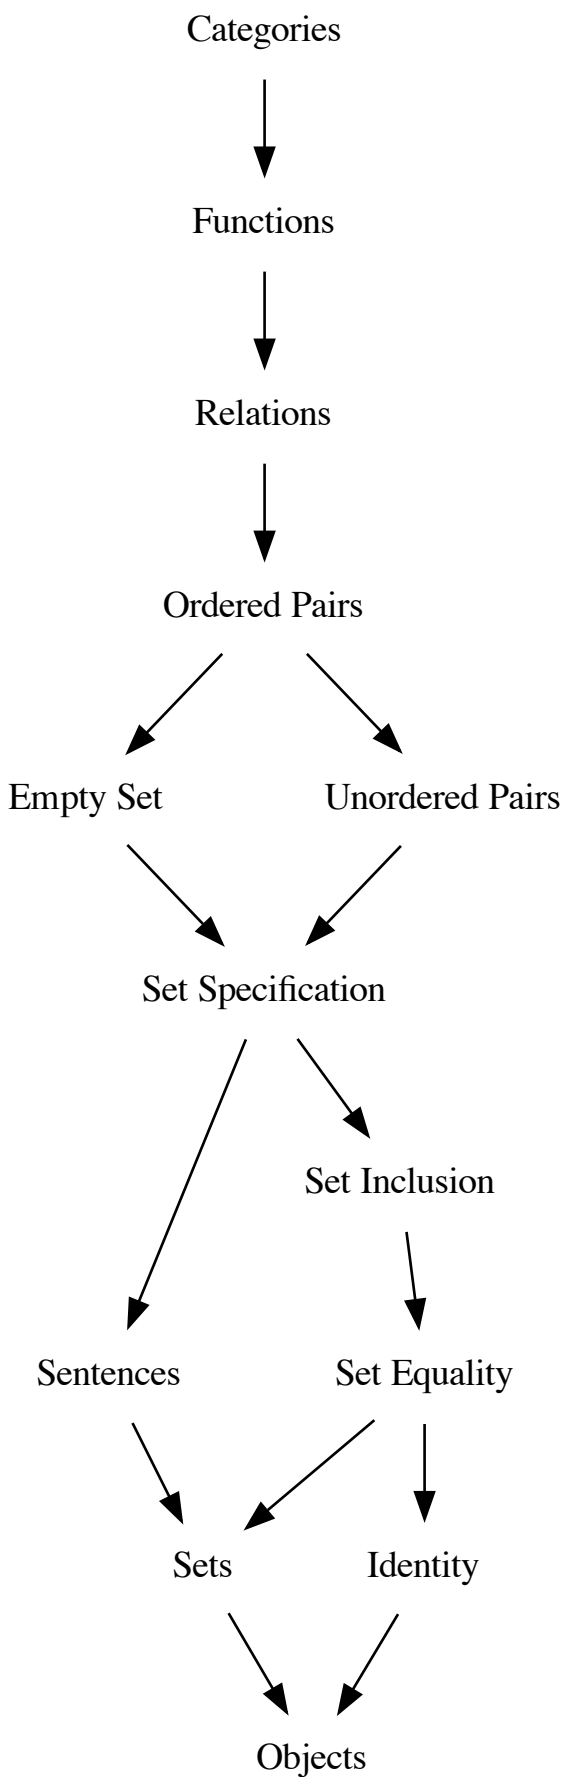 Categories
Functions
Relations
Ordered Pairs
Empty Set
Unordered Pairs
Set Specification
Set Inclusion
Sentences
Set Equality
Sets
Identity
Objects